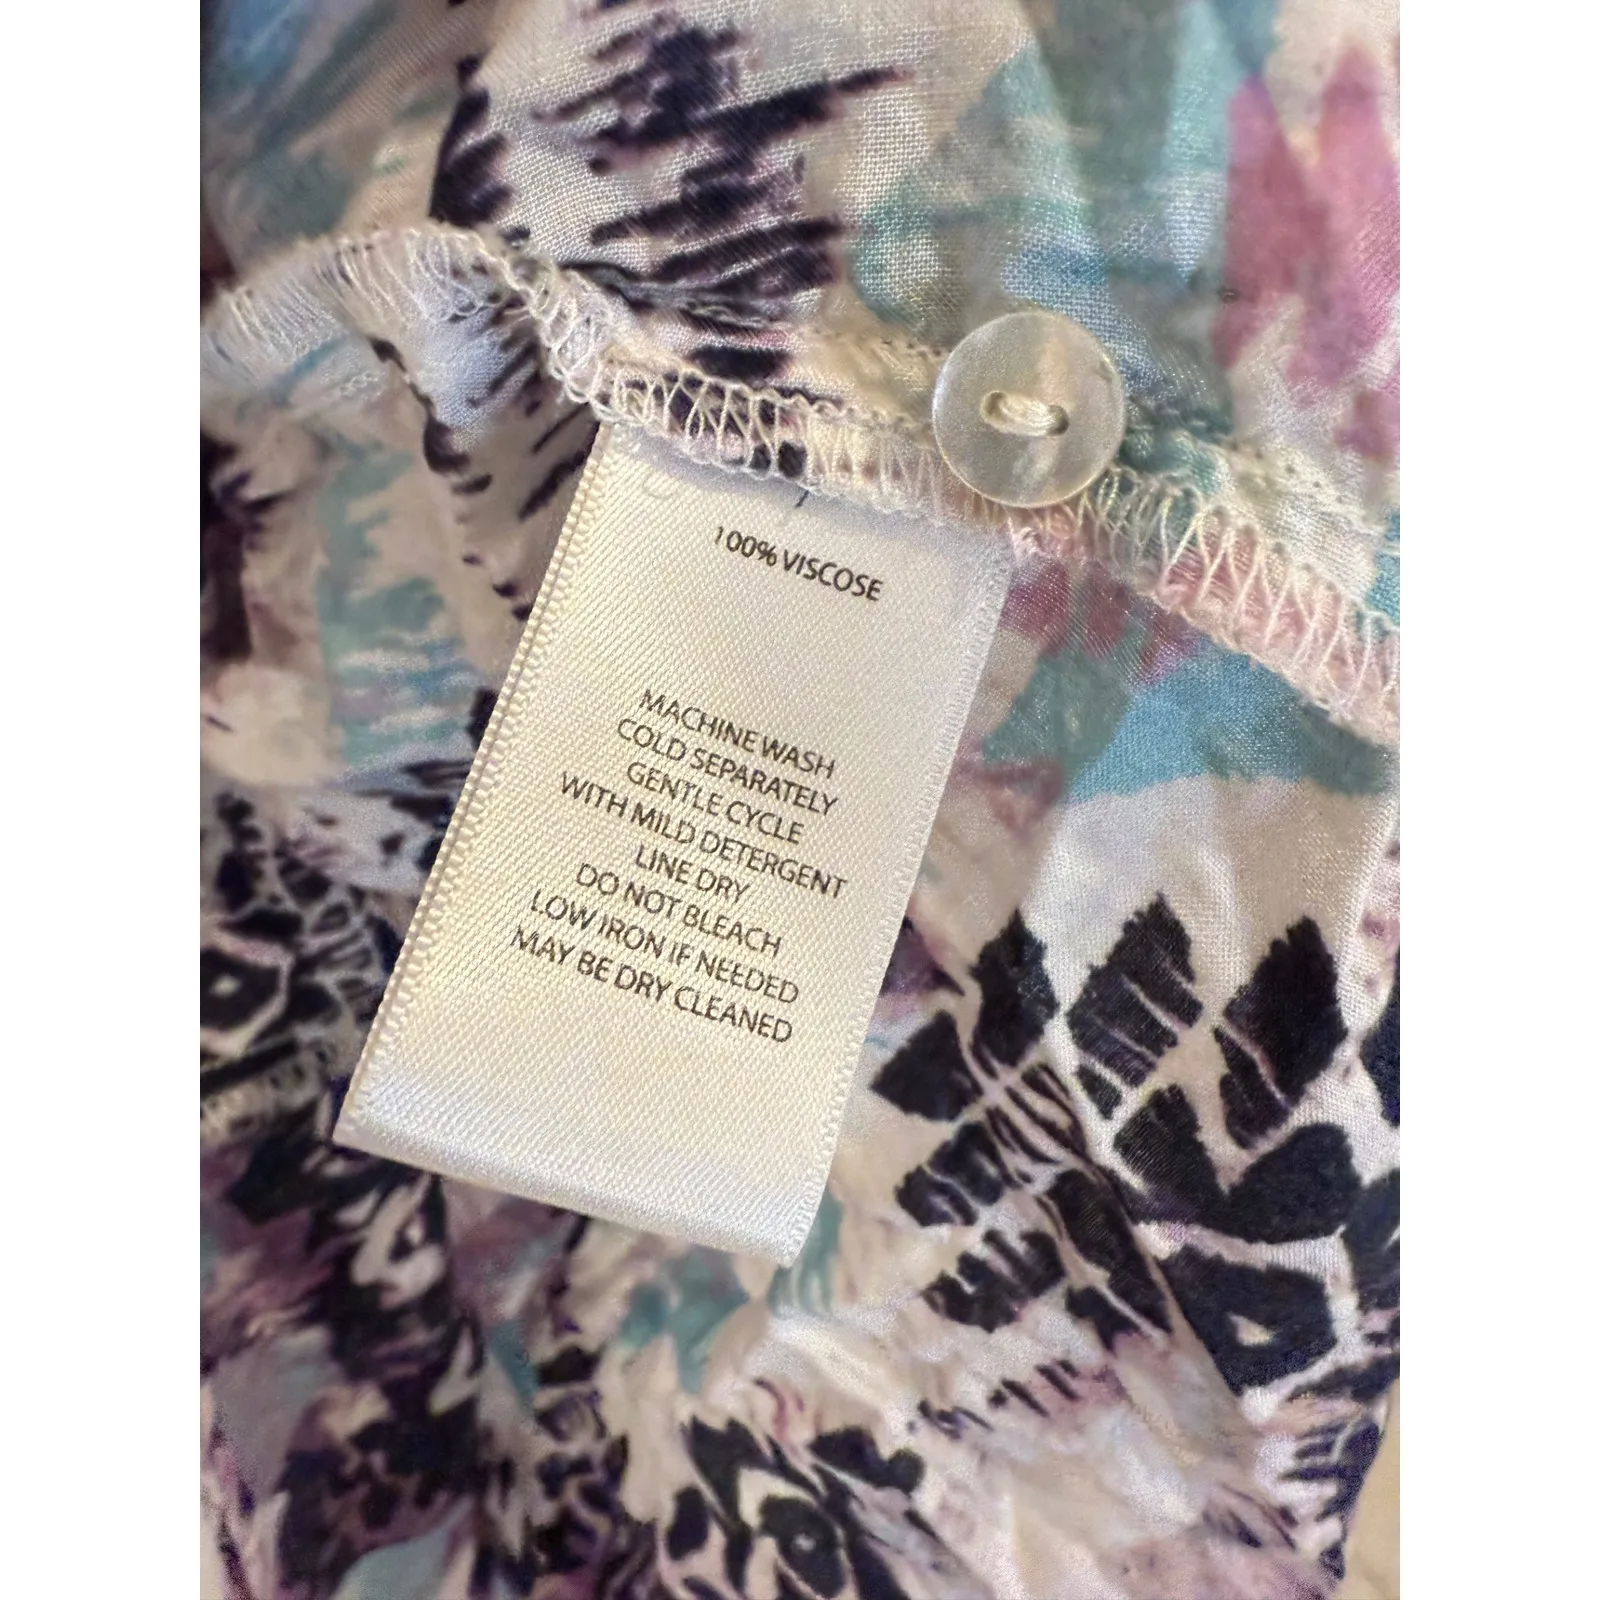 100% VISCOSE
MACHINE WASH
COLD SEPARATELY
GENTLE CYCLE
WITH MILD DETERGENT
LINE DRY
DO NOT BLEACH
LOW IRON IF NEEDED
MAY BE DRY CLEANED